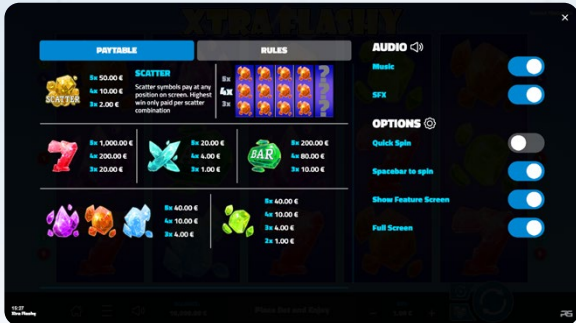 XTRA FLASHY
PAYTABLE
RULES
SCATTER
5x 50.00 €
4x 10.00 €
3x 2.00 €
SCATTER
Scatter symbols pay at any
position on screen. Highest
win only paid per scatter
combination
5x
4x
3x
5x 1,000.00 €
4x 200.00 €
3x 20.00 €
5x 20.00 €
4x 4.00 €
3x 1.00 €
BAR
5x 200.00 €
4x 80.00 €
3x 10.00 €
5x 40.00 €
4x 10.00 €
3x 4.00 €
5x 40.00 €
4x 10.00 €
3x 4.00 €
2x 1.00 €
AUDIO
Music
SFX
OPTIONS
Quick Spin
Spacebar to spin
Show Feature Screen
Full Screen
15:27
Xtra Flashy
Place Bet and Enjoy